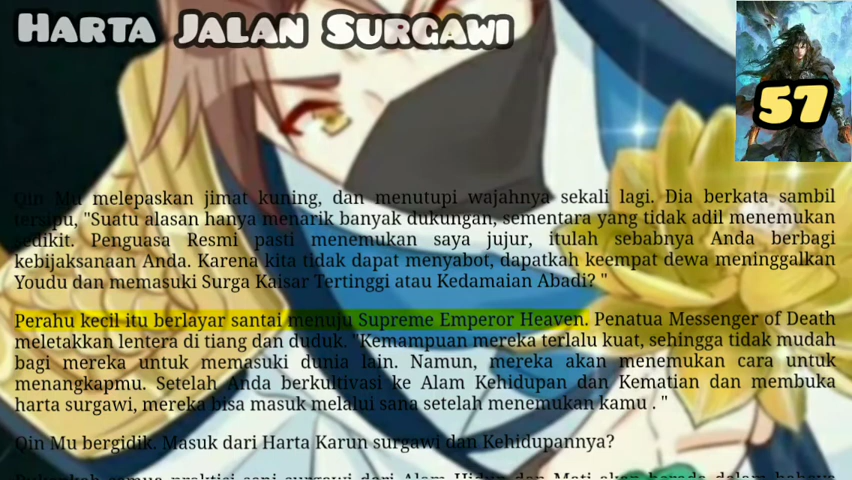 Harta Jalan Surgawi
57
Qin Mu melepaskan jimat kuning, dan menutupi wajahnya sekali lagi. Dia berkata sambil
tersipu, "Suatu alasan hanya menarik banyak dukungan, sementara yang tidak adil menemukan
sedikit. Penguasa Resmi pasti menemukan saya jujur, itulah sebabnya Anda berbagi
kebijaksanaan Anda. Karena kita tidak dapat menyabot, dapatkah keempat dewa meninggalkan
Youdu dan memasuki Surga Kaisar Tertinggi atau Kedamaian Abadi? "
Perahu kecil itu berlayar santai menuju Supreme Emperor Heaven. Penatua Messenger of Death
meletakkan lentera di tiang dan duduk. "Kemampuan mereka terlalu kuat, sehingga tidak mudah
bagi mereka untuk memasuki dunia lain. Namun, mereka akan menemukan cara untuk
menangkapmu. Setelah Anda berkultivasi ke Alam Kehidupan dan Kematian dan membuka
harta surgawi, mereka bisa masuk melalui sana setelah menemukan kamu . "
Qin Mu bergidik. Masuk dari Harta Karun surgawi dan Kehidupannya?